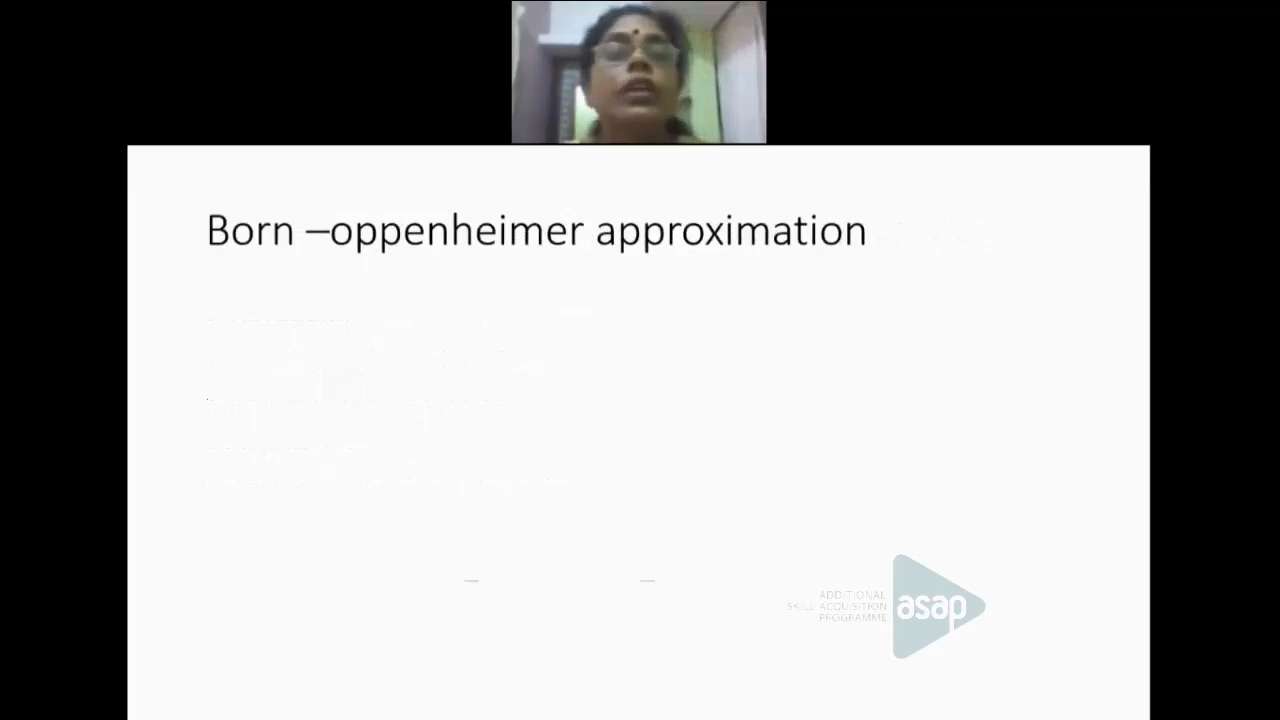 Born –oppenheimer approximation
ADDITIONAL
SKILL ACQUISITION
PROGRAMME
asap